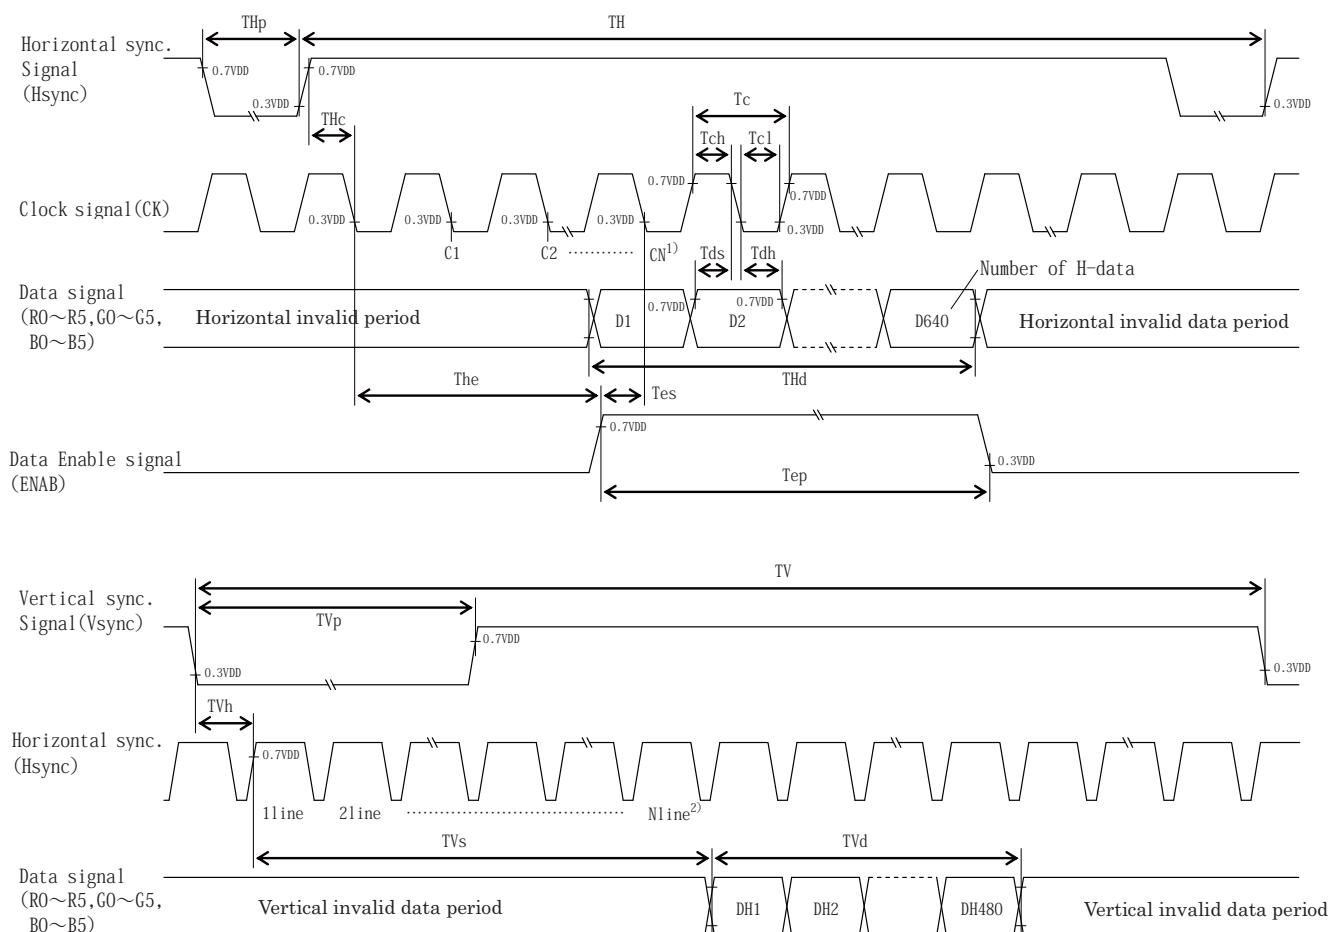 THp
TH
Horizontal sync.
Signal
(Hsync)
0.7VDD
0.7VDD
0.3VDD
0.3VDD
THc
Tc
Tch
Tcl
Clock signal(CK)
0.7VDD
0.7VDD
0.3VDD
0.3VDD
0.3VDD
0.3VDD
0.3VDD
C1
C2
CN1)
Tds
Tdh
Number of H-data
Data signal
(R0～R5,G0～G5,
B0～B5)
Horizontal invalid period
0.7VDD
0.7VDD
D1
D2
D640
Horizontal invalid data period
The
Tes
THd
0.7VDD
Data Enable signal
(ENAB)
0.3VDD
Tep
TV
Vertical sync.
Signal(Vsync)
TVp
0.7VDD
0.3VDD
0.3VDD
TVh
Horizontal sync.
(Hsync)
0.7VDD
1line
2line
Nline2)
TVs
TVd
Data signal
(R0～R5,G0～G5,
B0～B5)
Vertical invalid data period
DH1
DH2
DH480
Vertical invalid data period